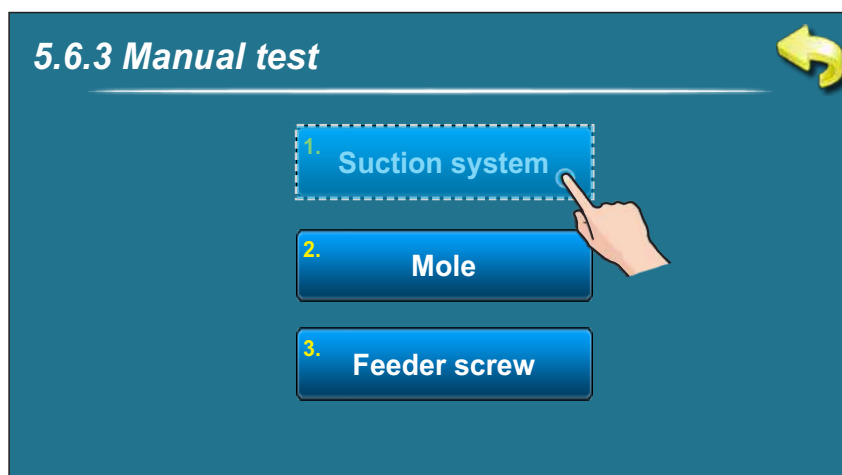 5.6.3 Manual test
1. Suction system
2. Mole
3. Feeder screw